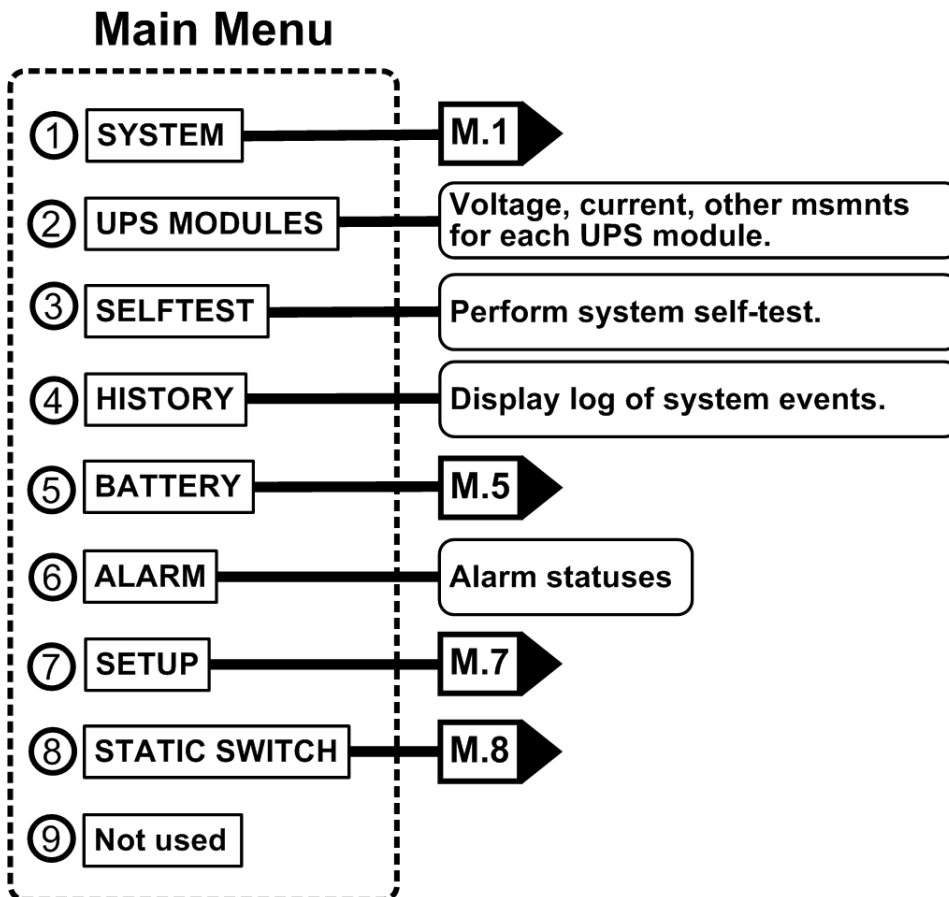 Main Menu
1 SYSTEM M.1
2 UPS MODULES Voltage, current, other msmnts
for each UPS module.
3 SELFTEST Perform system self-test.
4 HISTORY Display log of system events.
5 BATTERY M.5
6 ALARM Alarm statuses
7 SETUP M.7
8 STATIC SWITCH M.8
9 Not used